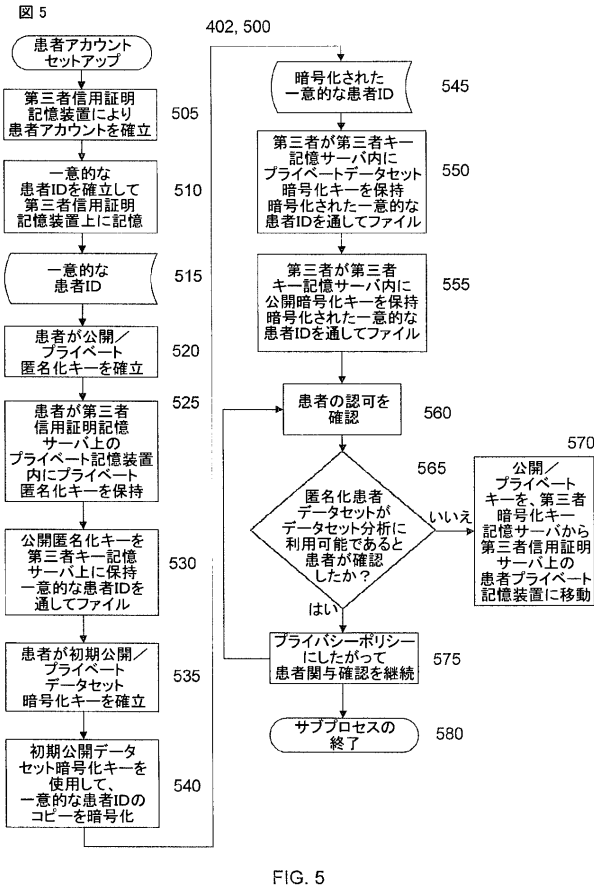 図 5
402, 500
患者アカウント
セットアップ
第三者信用証明
記憶装置により
患者アカウントを確立
505
一意的な
患者IDを確立して
第三者信用証明
記憶装置上に記憶
510
一意的な
患者ID
515
患者が公開／
プライベート
匿名化キーを確立
520
患者が第三者
信用証明記憶
サーバ上の
プライベート記憶装置
内にプライベート
匿名化キーを保持
525
公開匿名化キーを
第三者キー記憶
サーバ上に保持
一意的な患者IDを
通してファイル
530
患者が初期公開／
プライベート
データセット
暗号化キーを確立
535
初期公開データ
セット暗号化キーを
使用して、
一意的な患者IDの
コピーを暗号化
540
暗号化された
一意的な患者ID
545
第三者が第三者キー
記憶サーバ内に
プライベートデータセット
暗号化キーを保持
暗号化された一意的な
患者IDを通してファイル
550
第三者が第三者
キー記憶サーバ内に
公開暗号化キーを保持
暗号化された一意的な
患者IDを通してファイル
555
患者の認可を
確認
560
匿名化患者
データセットが
データセット分析に
利用可能であると
患者が確認
したか？
565
いいえ
はい
570
公開／
プライベート
キーを、第三者
暗号化キー
記憶サーバから
第三者信用証明
サーバ上の
患者プライベート
記憶装置に移動
プライバシーポリシー
にしたがって
患者関与確認を継続
575
サブプロセスの
終了
580
FIG. 5